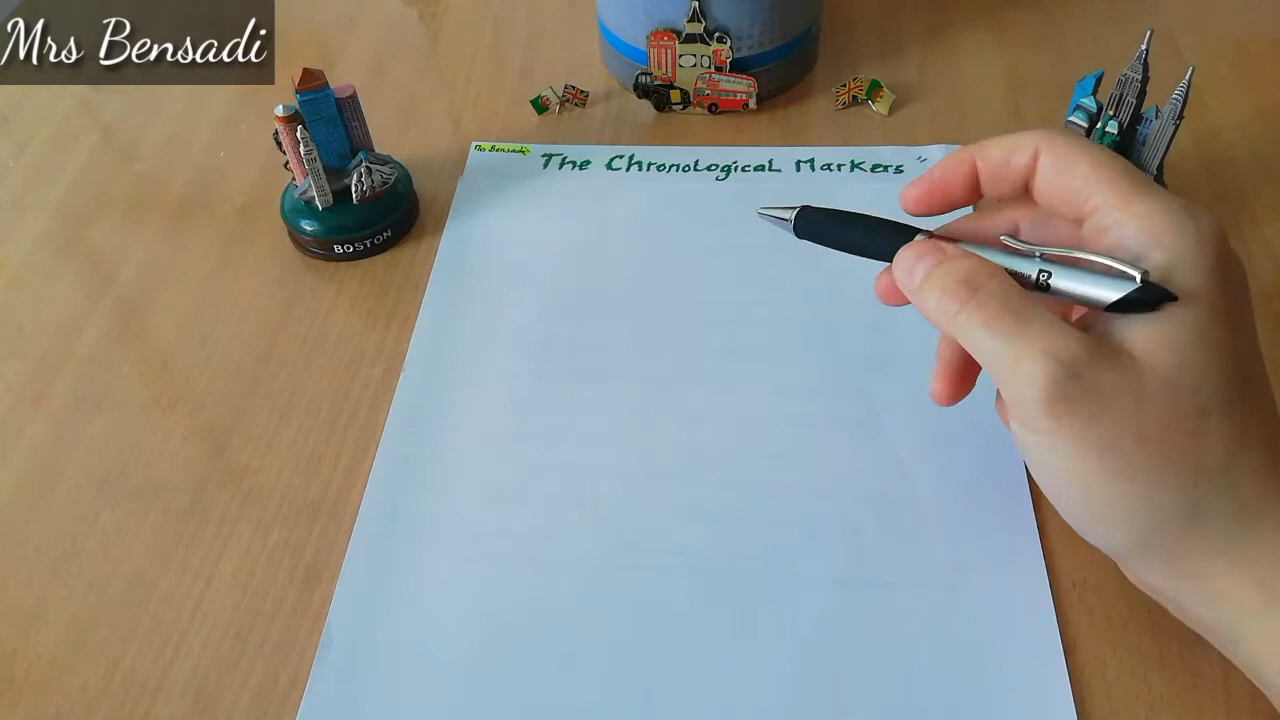 Mrs Bensadi
Mrs Bensadi
The Chronological Markers"
BOSTON
B